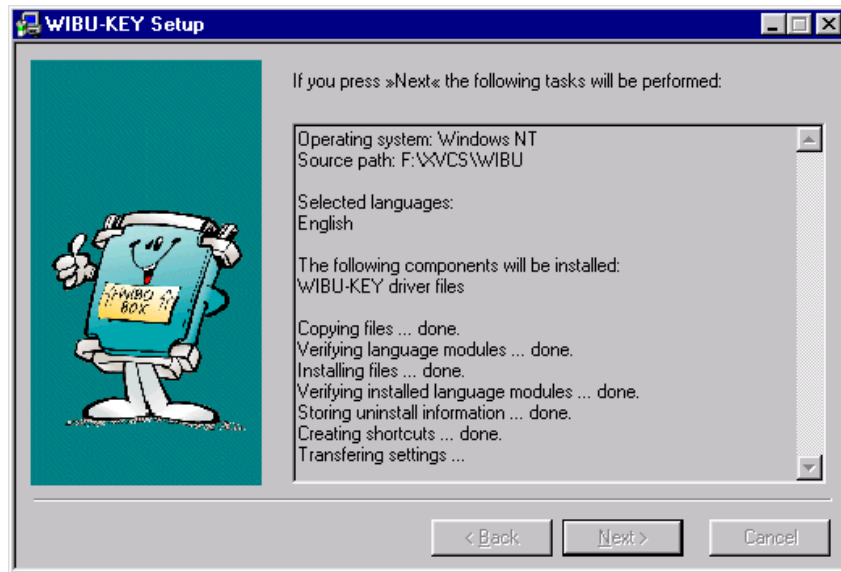 WIBU-KEY Setup
If you press »Next« the following tasks will be performed:
Operating system: Windows NT
Source path: F:\XVCS\WIBU
Selected languages:
English
The following components will be installed:
WIBU-KEY driver files
Copying files ... done.
Verifying language modules ... done.
Installing files ... done.
Verifying installed language modules ... done.
Storing uninstall information ... done.
Creating shortcuts ... done.
Transfering settings ...
WIBU
BOX
< Back
Next >
Cancel